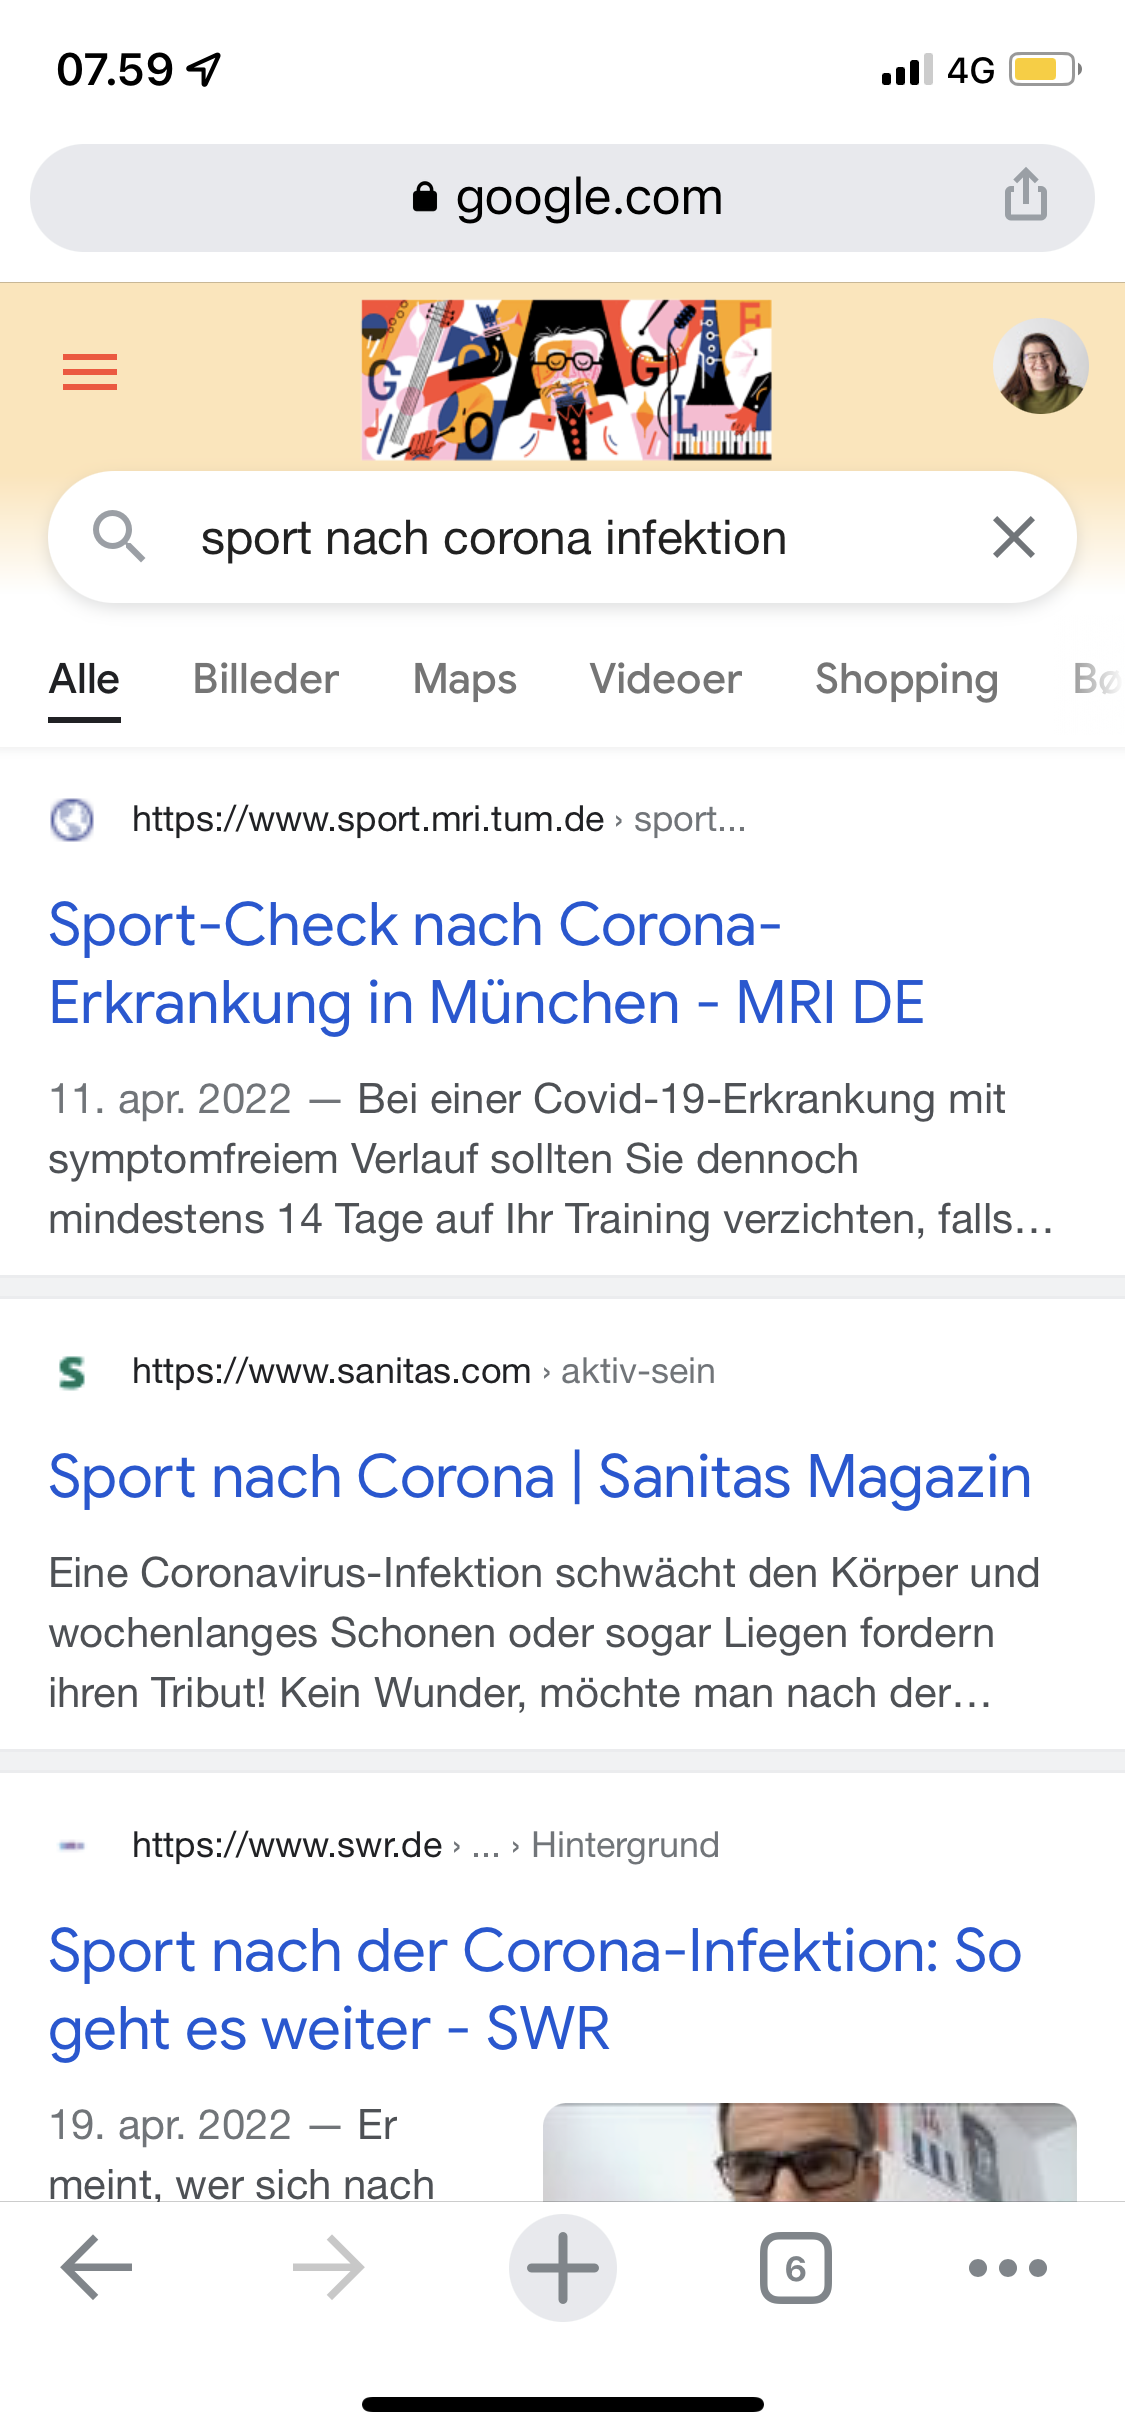 07.59
4G
google.com
G O O G L E
sport nach corona infektion
Alle Billeder Maps Videoer Shopping Bø
https://www.sport.mri.tum.de › sport...
Sport-Check nach Corona-
Erkrankung in München - MRI DE
11. apr. 2022 — Bei einer Covid-19-Erkrankung mit
symptomfreiem Verlauf sollten Sie dennoch
mindestens 14 Tage auf Ihr Training verzichten, falls...
S
https://www.sanitas.com › aktiv-sein
Sport nach Corona | Sanitas Magazin
Eine Coronavirus-Infektion schwächt den Körper und
wochenlanges Schonen oder sogar Liegen fordern
ihren Tribut! Kein Wunder, möchte man nach der...
https://www.swr.de › ... › Hintergrund
Sport nach der Corona-Infektion: So
geht es weiter - SWR
19. apr. 2022 — Er
meint, wer sich nach
6